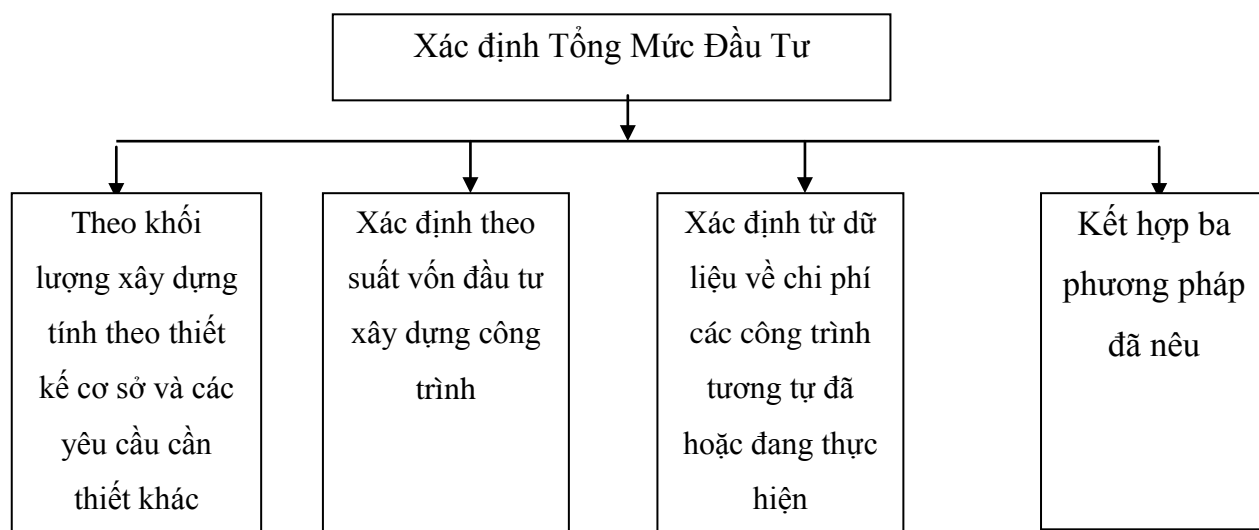 Xác định Tổng Mức Đầu Tư
Theo khối
lượng xây dựng
tính theo thiết
kế cơ sở và các
yêu cầu cần
thiết khác
Xác định theo
suất vốn đầu tư
xây dựng công
trình
Xác định từ dữ
liệu về chi phí
các công trình
tương tự đã
hoặc đang thực
hiện
Kết hợp ba
phương pháp
đã nêu